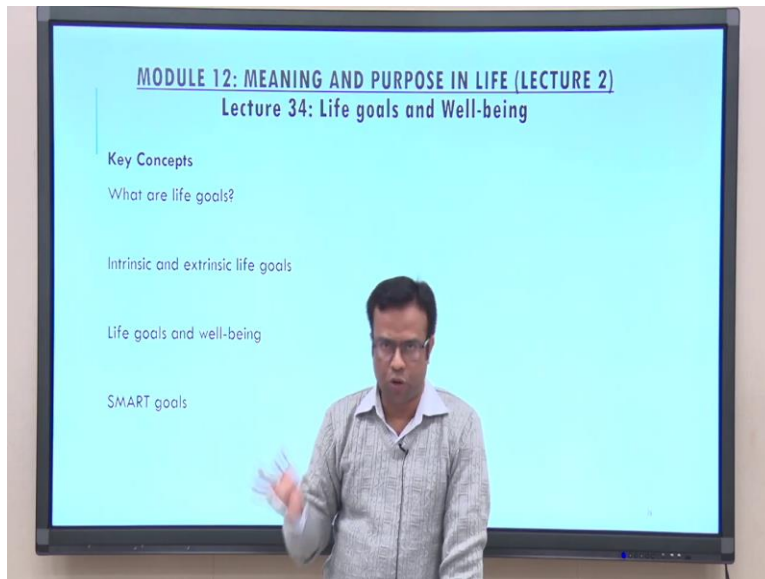 MODULE 12: MEANING AND PURPOSE IN LIFE (LECTURE 2)
Lecture 34: Life goals and Well-being
Key Concepts
What are life goals?
Intrinsic and extrinsic life goals
Life goals and well-being
SMART goals